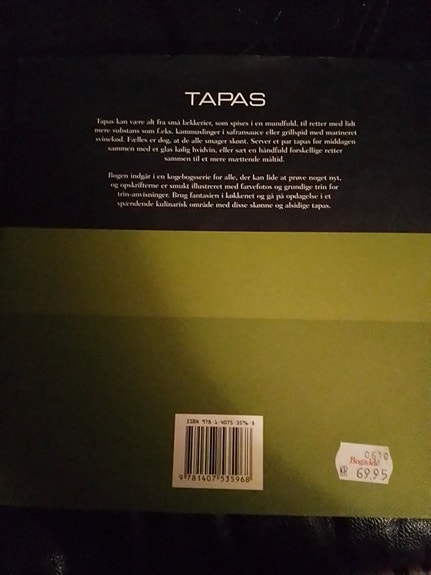 TAPAS
Tapas kan være alt fra små lækkerier, som spises i en mundfuld, til retter med lidt
mere substans som f.eks. kammuslinger i safransauce eller grillspid med marineret
svinekød. Fælles er dog, at de alle smager skønt. Server et par tapas før middagen
sammen med et glas kølig hvidvin, eller sæt en håndfuld forskellige retter
sammen til et mere mættende måltid.
Bogen indgår i en kogebogsserie for alle, der kan lide at prøve noget nyt,
og opskrifterne er smukt illustreret med farvefotos og grundige trin for
trin-anvisninger. Brug fantasien i køkkenet og gå på opdagelse i et
spændende kulinarisk område med disse skønne og alsidige tapas.
ISBN 978 1 4075 3596 8
9 781407 535968
0610
Bog&idé
KR 69.95